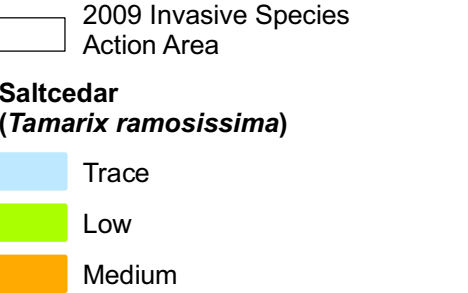 2009 Invasive Species
Action Area
Saltcedar
(Tamarix ramosissima)
Trace
Low
Medium